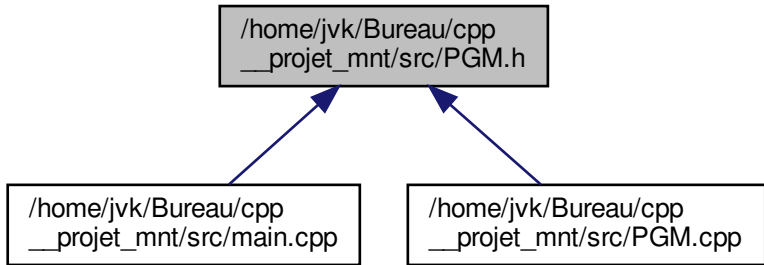 /home/jvk/Bureau/cpp
__projet_mnt/src/PGM.h
/home/jvk/Bureau/cpp
__projet_mnt/src/main.cpp
/home/jvk/Bureau/cpp
__projet_mnt/src/PGM.cpp